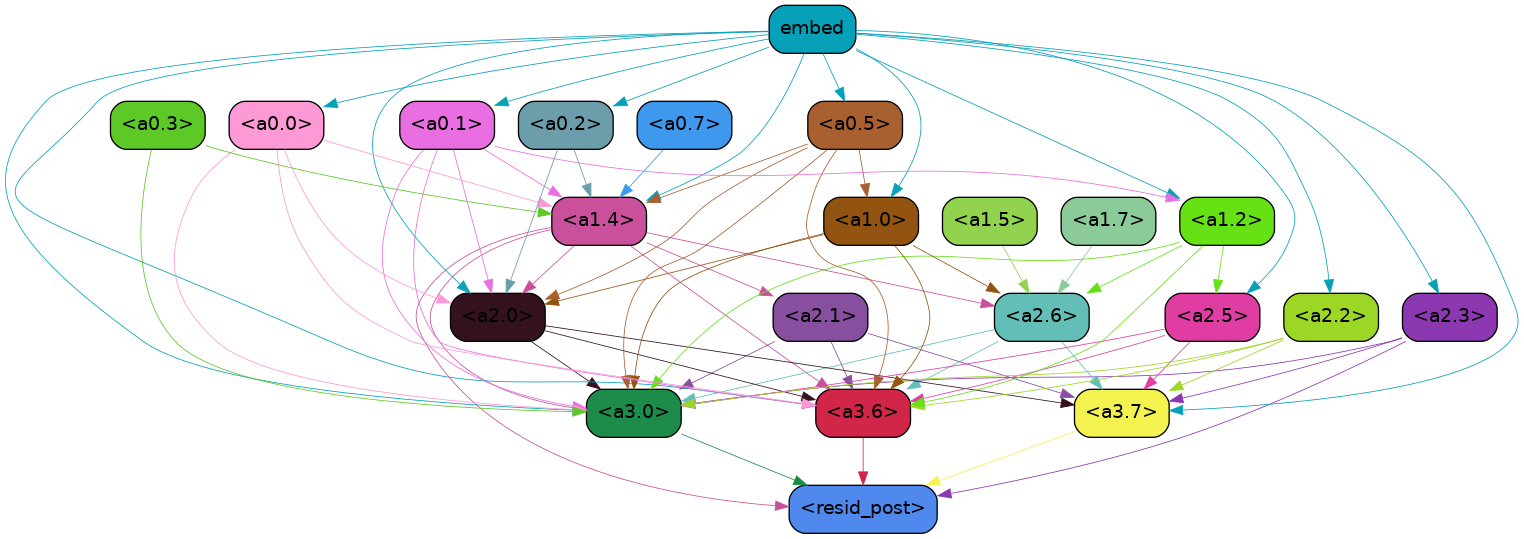 embed
<a0.3> <a0.0> <a0.1> <a0.2> <a0.7> <a0.5>
<a1.4> <a1.0> <a1.5> <a1.7> <a1.2>
<a2.0> <a2.1> <a2.6> <a2.5> <a2.2> <a2.3>
<a3.0> <a3.6> <a3.7>
<resid_post>